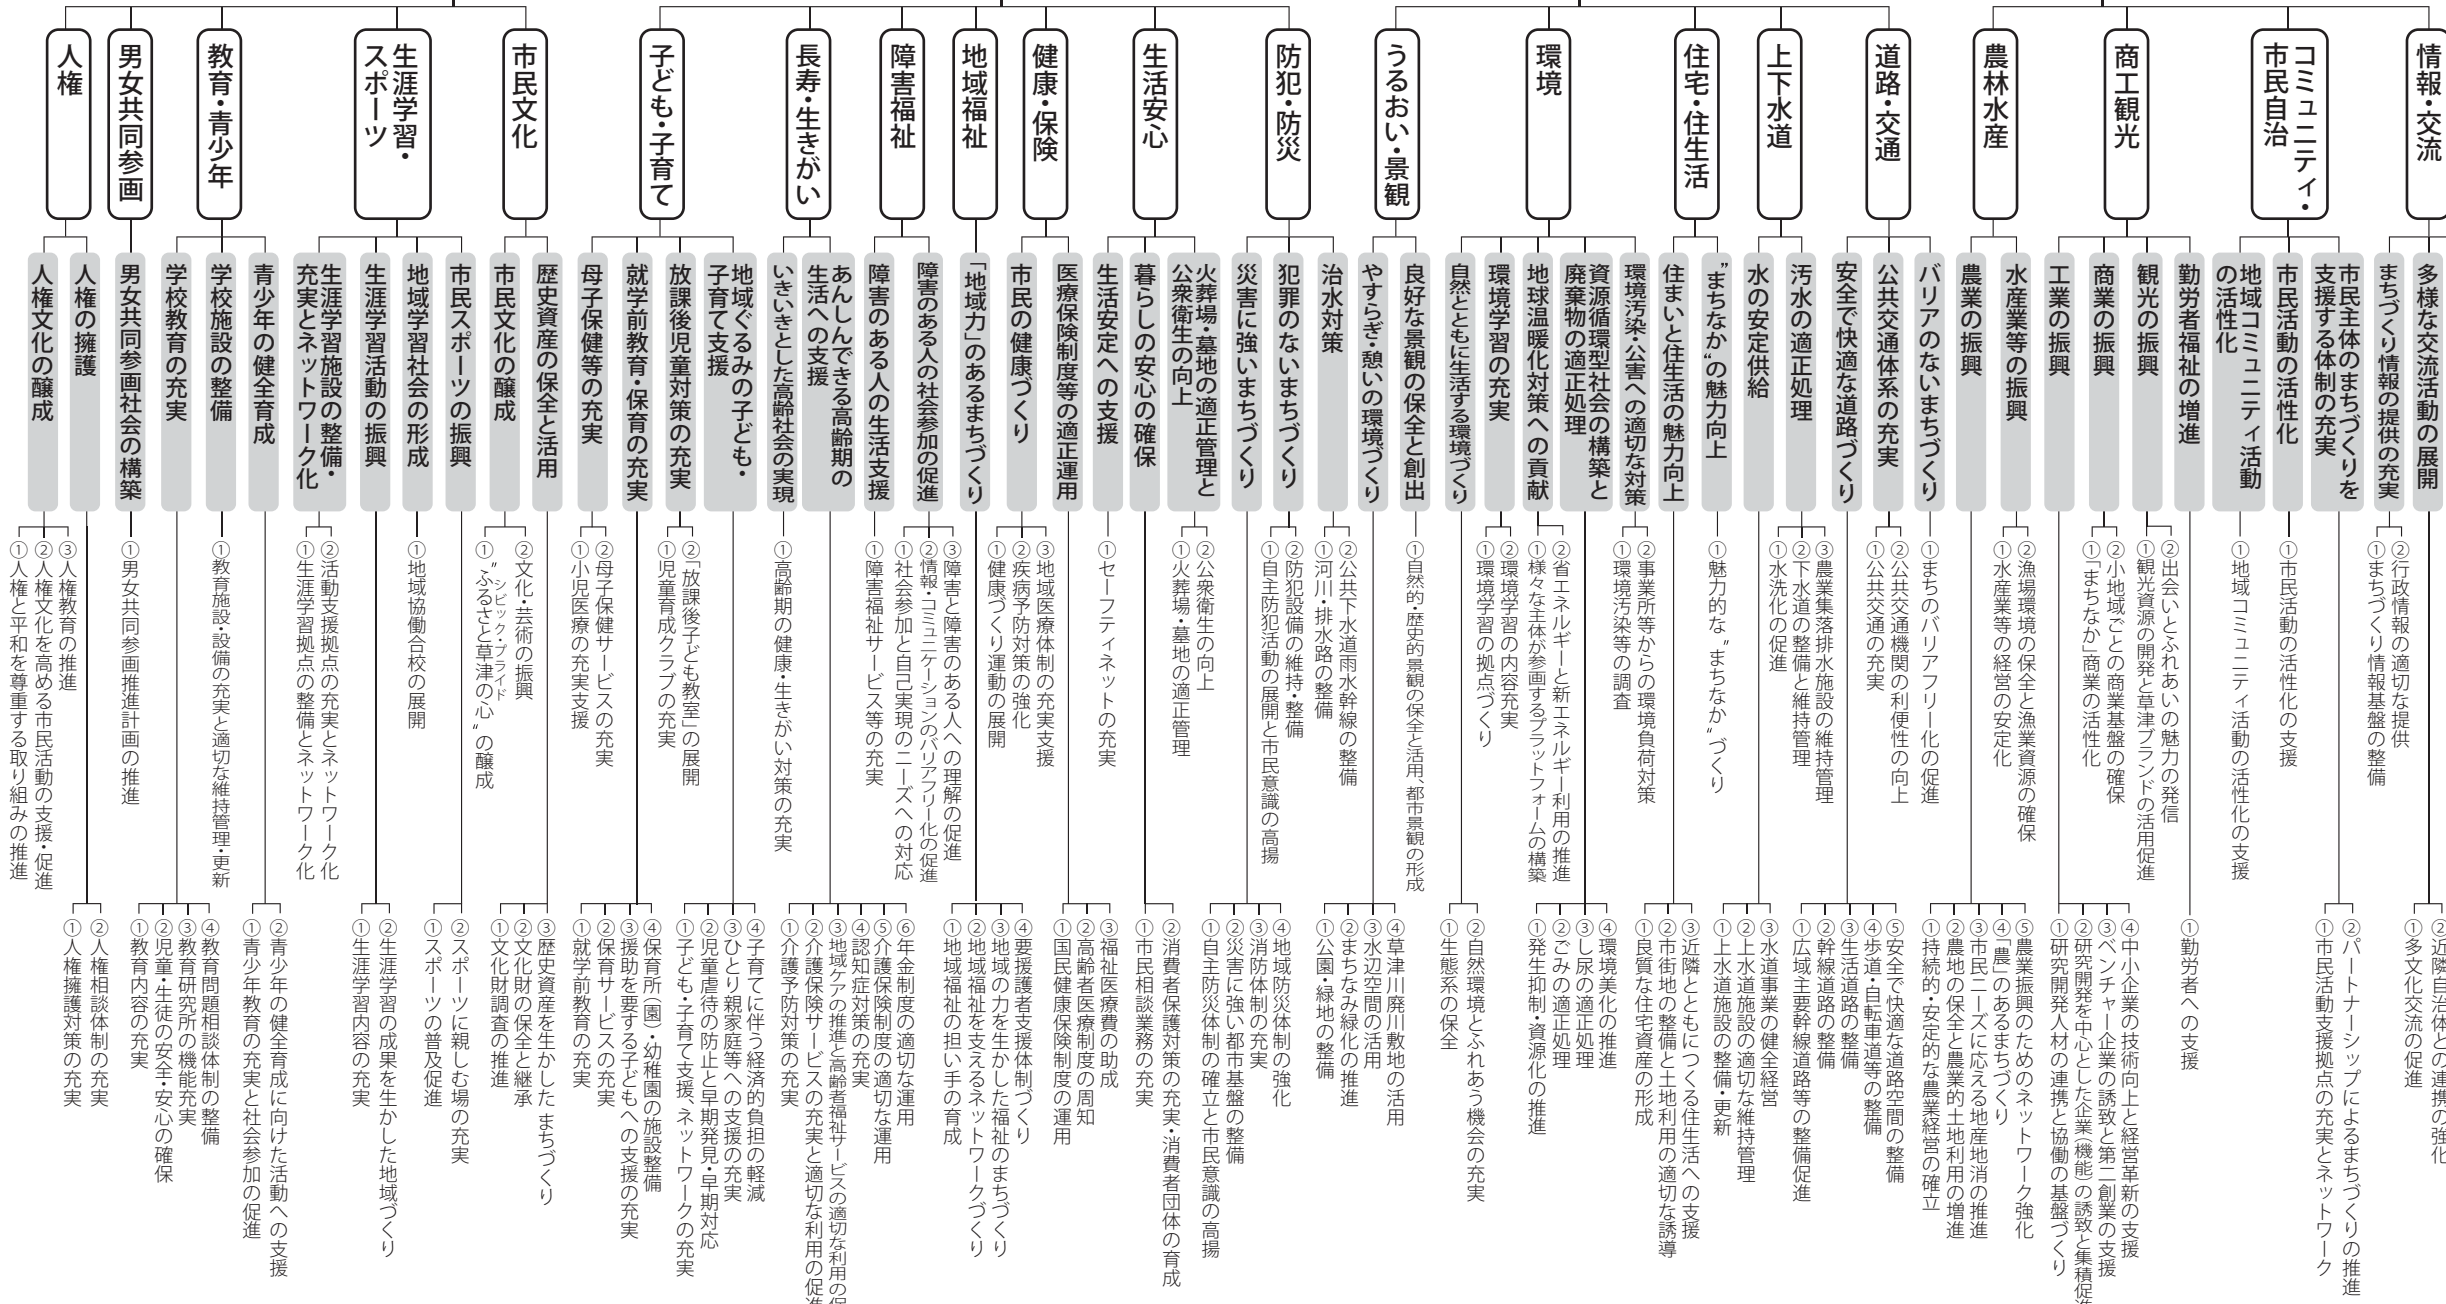 人権
男女共同参画
教育・青少年
生涯学習・
スポーツ
市民文化
子ども・子育て
長寿・生きがい
障害福祉
地域福祉
健康・保険
生活安心
防犯・防災
うるおい・景観
環境
住宅・住生活
上下水道
道路・交通
農林水産
商工観光
コミュニティ・
市民自治
情報・交流
人権文化の醸成
人権の擁護
男女共同参画社会の構築
学校教育の充実
学校施設の整備
青少年の健全育成
生涯学習施設の整備・
充実とネットワーク化
生涯学習活動の振興
地域学習社会の形成
市民スポーツの振興
市民文化の醸成
歴史資産の保全と活用
母子保健等の充実
就学前教育・保育の充実
放課後児童対策の充実
地域ぐるみの子ども・
子育て支援
いきいきとした高齢社会の実現
あんしんできる高齢期の
生活への支援
障害のある人の生活支援
障害のある人の社会参加の促進
「地域力」のあるまちづくり
市民の健康づくり
医療保険制度等の適正運用
生活安定への支援
暮らしの安心の確保
火葬場・墓地の適正管理と
公衆衛生の向上
災害に強いまちづくり
犯罪のないまちづくり
治水対策
やすらぎ・憩いの環境づくり
良好な景観の保全と創出
自然とともに生活する環境づくり
環境学習の充実
地球温暖化対策への貢献
資源循環型社会の構築と
廃棄物の適正処理
環境汚染・公害への適切な対策
住まいと住生活の魅力向上
”まちなか“の魅力向上
水の安定供給
汚水の適正処理
安全で快適な道路づくり
公共交通体系の充実
バリアのないまちづくり
農業の振興
水産業等の振興
工業の振興
商業の振興
観光の振興
勤労者福祉の増進
地域コミュニティ活動
の活性化
市民活動の活性化
市民主体のまちづくりを
支援する体制の充実
まちづくり情報の提供の充実
多様な交流活動の展開
①人権と平和を尊重する取り組みの推進
②人権文化を高める市民活動の支援・促進
③人権教育の推進
①男女共同参画推進計画の推進
①教育施設・設備の充実と適切な維持管理・更新
①生涯学習拠点の整備とネットワーク化
②活動支援拠点の充実とネットワーク化
①地域協働合校の展開
①”ふるさと草津の心“の醸成
シビック・プライド
②文化・芸術の振興
①小児医療の充実支援
②母子保健サービスの充実
①児童育成クラブの充実
②「放課後子ども教室」の展開
①高齢期の健康・生きがい対策の充実
①障害福祉サービス等の充実
①社会参加と自己実現のニーズへの対応
②情報・コミュニケーションのバリアフリー化の促進
③障害と障害のある人への理解の促進
①健康づくり運動の展開
②疾病予防対策の強化
③地域医療体制の充実支援
①セーフティネットの充実
①火葬場・墓地の適正管理
②公衆衛生の向上
①自主防犯活動の展開と市民意識の高揚
②防犯設備の維持・整備
①河川・排水路の整備
②公共下水道雨水幹線の整備
①自然的・歴史的景観の保全と活用、都市景観の形成
①環境学習の拠点づくり
②環境学習の内容充実
①様々な主体が参画するプラットフォームの構築
②省エネルギーと新エネルギー利用の推進
①環境汚染等の調査
②事業所等からの環境負荷対策
①魅力的な”まちなか“づくり
①水洗化の促進
②下水道の整備と維持管理
③農業集落排水施設の維持管理
①公共交通の充実
②公共交通機関の利便性の向上
①まちのバリアフリー化の促進
①水産業等の経営の安定化
②漁場環境の保全と漁業資源の確保
①「まちなか」商業の活性化
②小地域ごとの商業基盤の確保
①観光資源の開発と草津ブランドの活用促進
②出会いとふれあいの魅力の発信
①地域コミュニティ活動の活性化の支援
①市民活動の活性化の支援
①まちづくり情報基盤の整備
②行政情報の適切な提供
①人権擁護対策の充実
②人権相談体制の充実
①教育内容の充実
②児童・生徒の安全・安心の確保
③教育研究所の機能充実
④教育問題相談体制の整備
①青少年教育の充実と社会参加の促進
②青少年の健全育成に向けた活動への支援
①生涯学習内容の充実
②生涯学習の成果を生かした地域づくり
①スポーツの普及促進
②スポーツに親しむ場の充実
①文化財調査の推進
②文化財の保全と継承
③歴史資産を生かした まちづくり
①就学前教育の充実
②保育サービスの充実
③援助を要する子どもへの支援の充実
④保育所(園)・幼稚園の施設整備
①子ども・子育て支援、ネットワークの充実
②児童虐待の防止と早期発見・早期対応
③ひとり親家庭等への支援の充実
④子育てに伴う経済的負担の軽減
①介護予防対策の充実
②介護保険サービスの充実と適切な利用の促進
③地域ケアの推進と高齢者福祉サービスの適切な利用の促
④認知症対策の充実
⑤介護保険制度の適切な運用
⑥年金制度の適切な運用
①地域福祉の担い手の育成
②地域福祉を支えるネットワークづくり
③地域の力を生かした福祉のまちづくり
④要援護者支援体制づくり
①国民健康保険制度の運用
②高齢者医療制度の周知
③福祉医療費の助成
①市民相談業務の充実
②消費者保護対策の充実・消費者団体の育成
①自主防災体制の確立と市民意識の高揚
②災害に強い都市基盤の整備
③消防体制の充実
④地域防災体制の強化
①公園・緑地の整備
②まちなみ緑化の推進
③水辺空間の活用
④草津川廃川敷地の活用
①生態系の保全
②自然環境とふれあう機会の充実
①発生抑制・資源化の推進
②ごみの適正処理
③し尿の適正処理
④環境美化の推進
①良質な住宅資産の形成
②市街地の整備と土地利用の適切な誘導
③近隣とともにつくる住生活への支援
①上水道施設の整備・更新
②上水道施設の適切な維持管理
③水道事業の健全経営
①広域主要幹線道路等の整備促進
②幹線道路の整備
③生活道路の整備
④歩道・自転車道等の整備
⑤安全で快適な道路空間の整備
①持続的・安定的な農業経営の確立
②農地の保全と農業的土地利用の増進
③市民ニーズに応える地産地消の推進
④「農」のあるまちづくり
⑤農業振興のためのネットワーク強化
①研究開発人材の連携と協働の基盤づくり
②研究開発を中心とした企業(機能)の誘致と集積促進
③ベンチャー企業の誘致と第二創業の支援
④中小企業の技術向上と経営革新の支援
①勤労者への支援
①市民活動支援拠点の充実とネットワーク
②パートナーシップによるまちづくりの推進
①多文化交流の促進
②近隣自治体との連携の強化